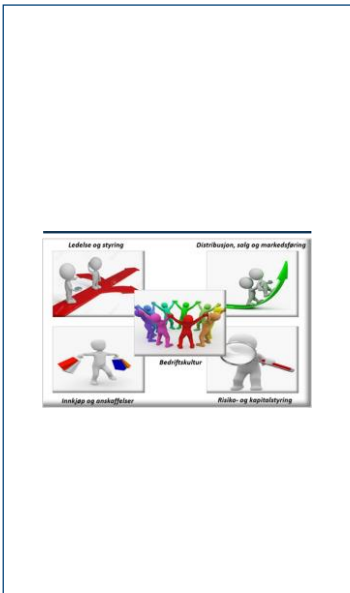 Ledelse og styring
Distribusjon, salg og markedsføring
Bedriftskultur
Innkjøp og anskaffelser
Risiko- og kapitalstyring